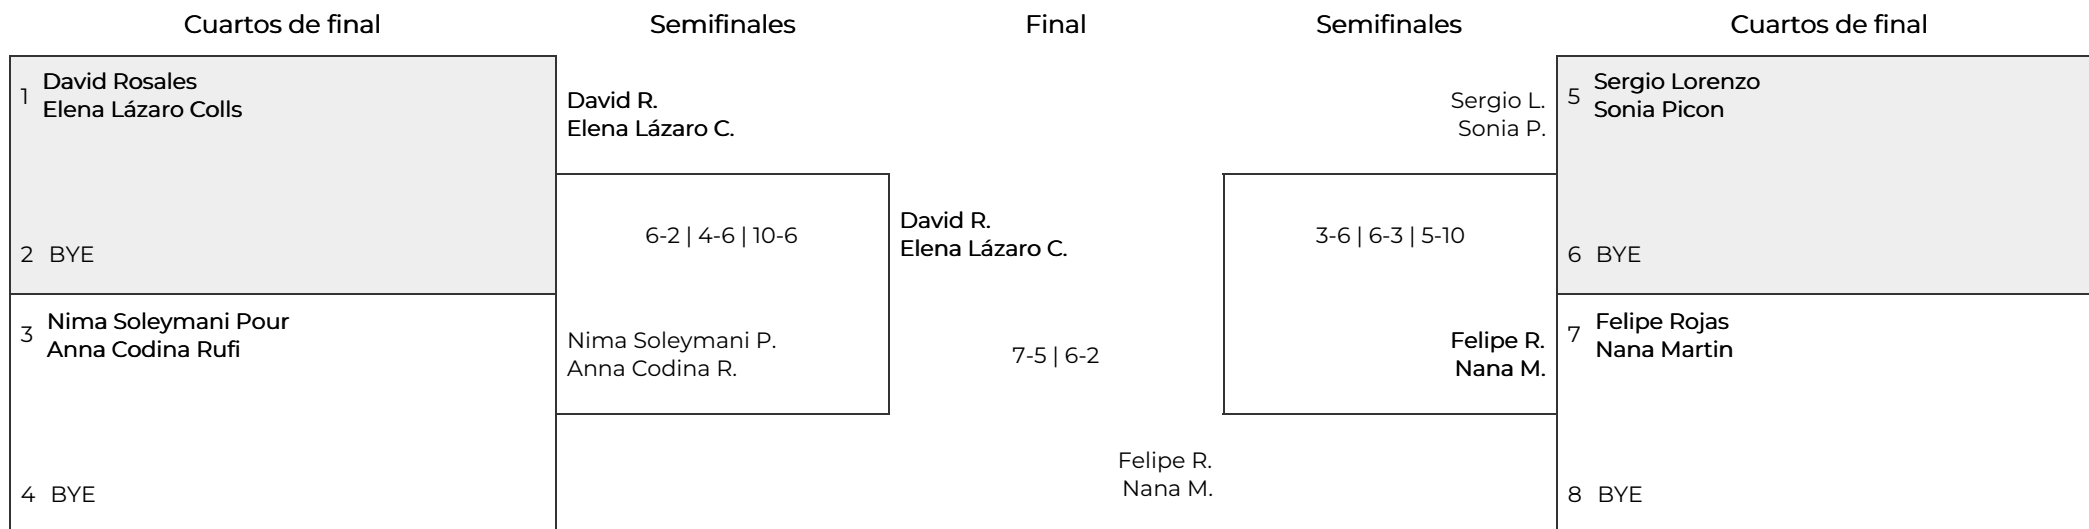 Cuartos de final
Semifinales
Final
Semifinales
Cuartos de final
1
David Rosales
Elena Lázaro Colls
2 BYE
3
Nima Soleymani Pour
Anna Codina Rufi
4 BYE
David R.
Elena Lázaro C.
6-2 | 4-6 | 10-6
Nima Soleymani P.
Anna Codina R.
David R.
Elena Lázaro C.
7-5 | 6-2
Felipe R.
Nana M.
Sergio L.
Sonia P.
3-6 | 6-3 | 5-10
Felipe R.
Nana M.
5
Sergio Lorenzo
Sonia Picon
6 BYE
7
Felipe Rojas
Nana Martin
8 BYE